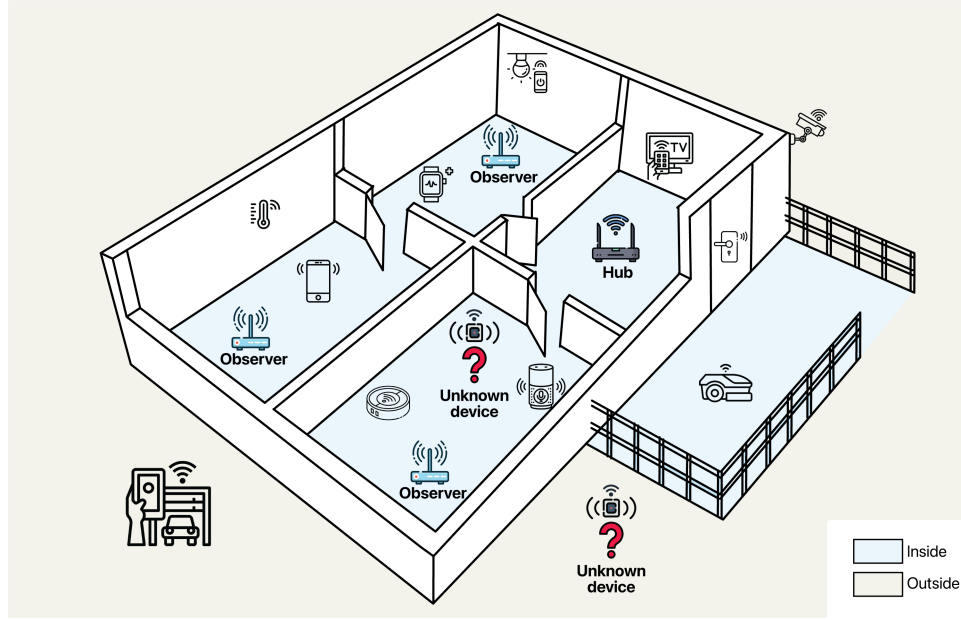 TV
Observer
Hub
Observer
Unknown
device
Observer
Unknown
device
Inside
Outside